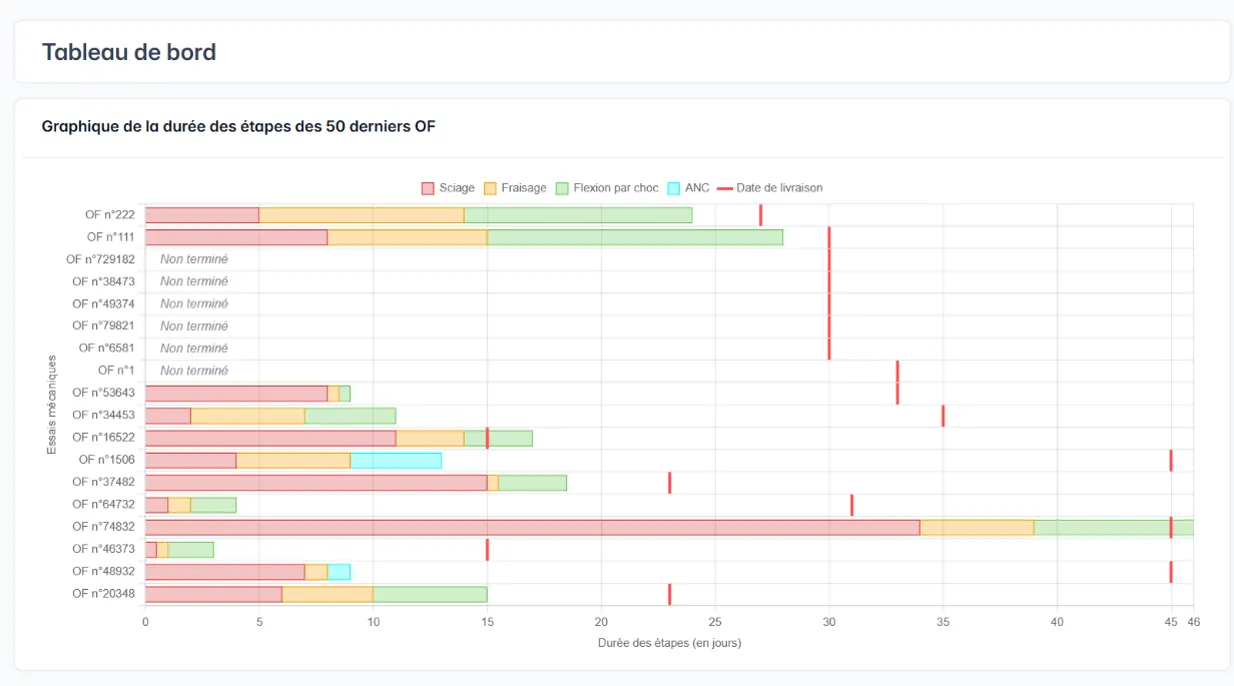 Tableau de bord
Graphique de la durée des étapes des 50 derniers OF
Sciage Fraisage Flexion par choc ANC Date de livraison
Essais mécaniques
OF n°222
OF n°111
OF n°729182 Non terminé
OF n°38473 Non terminé
OF n°49374 Non terminé
OF n°79821 Non terminé
OF n°6581 Non terminé
OF n°1 Non terminé
OF n°53643
OF n°34453
OF n°16522
OF n°1506
OF n°37482
OF n°64732
OF n°74832
OF n°46373
OF n°48932
OF n°20348
0 5 10 15 20 25 30 35 40 45 46
Durée des étapes (en jours)